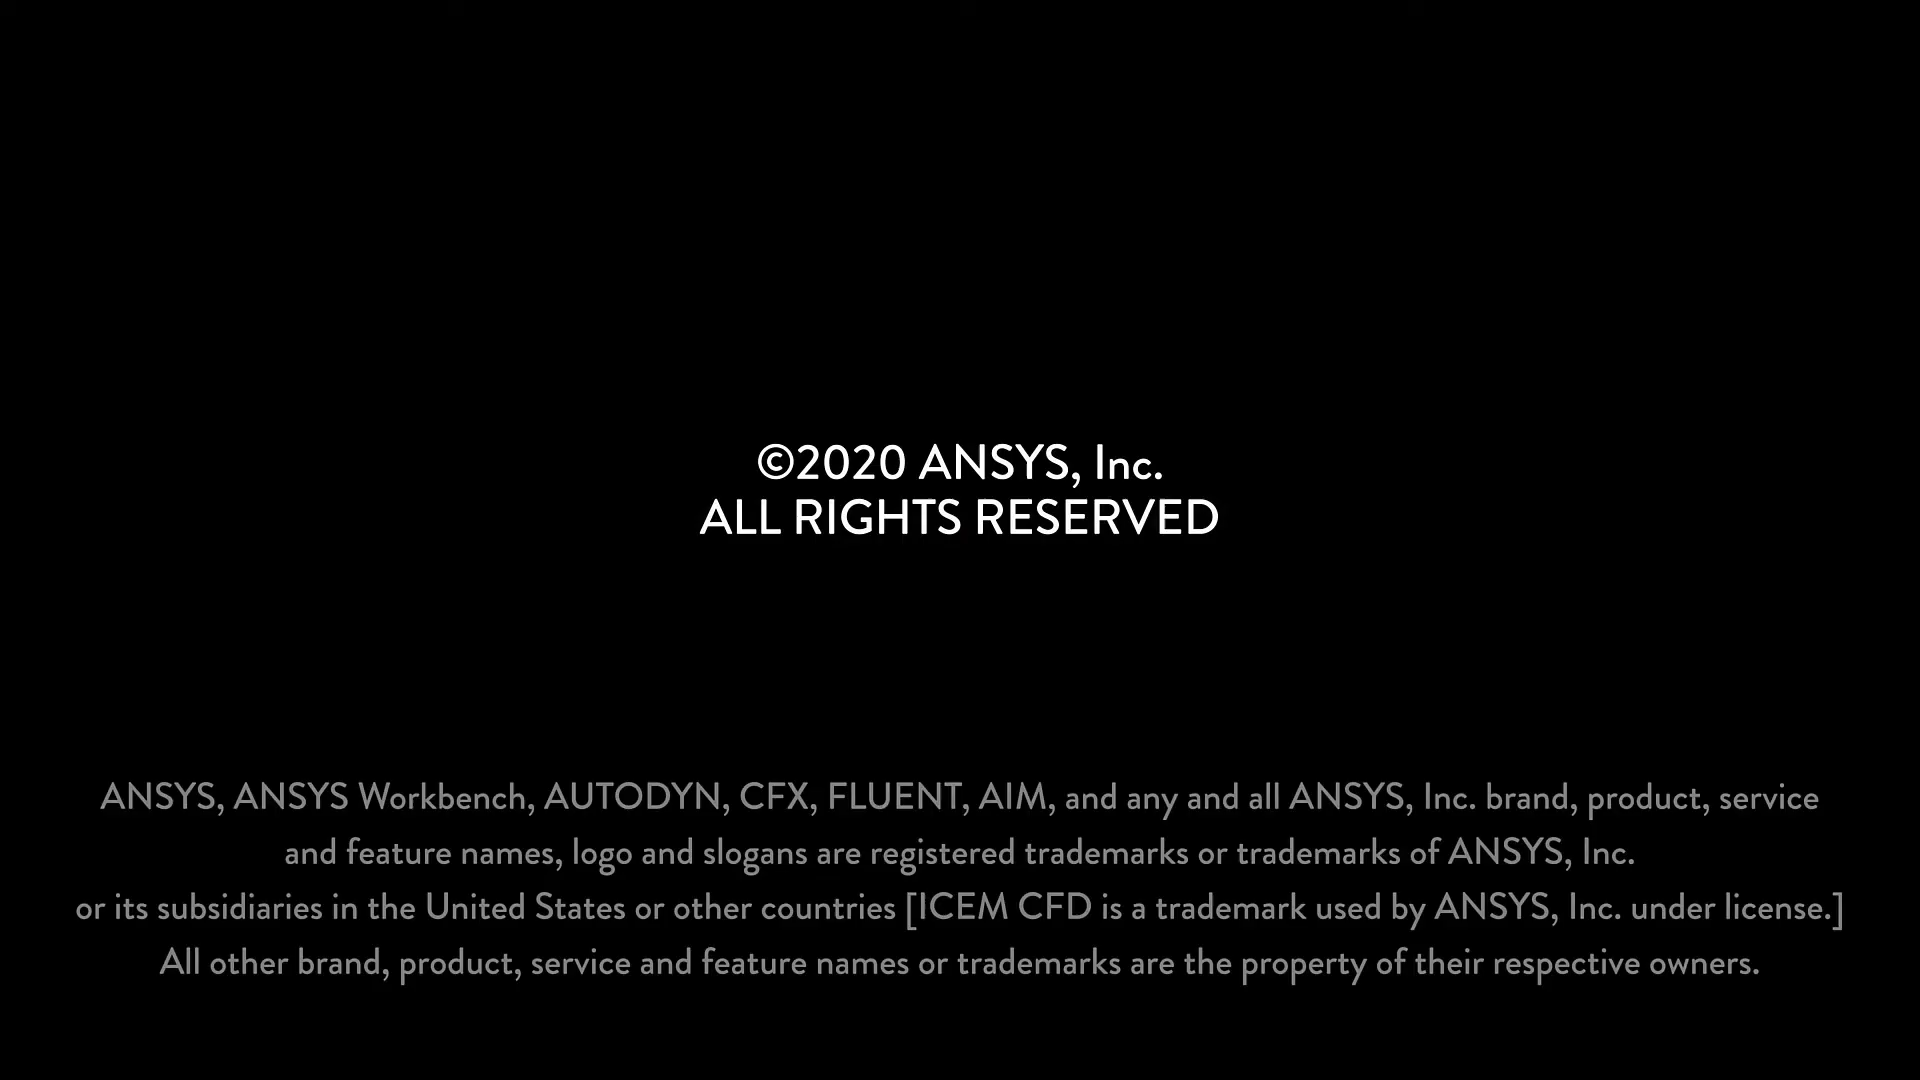 ©2020 ANSYS, Inc.
ALL RIGHTS RESERVED
ANSYS, ANSYS Workbench, AUTODYN, CFX, FLUENT, AIM, and any and all ANSYS, Inc. brand, product, service
and feature names, logo and slogans are registered trademarks or trademarks of ANSYS, Inc.
or its subsidiaries in the United States or other countries [ICEM CFD is a trademark used by ANSYS, Inc. under license.]
All other brand, product, service and feature names or trademarks are the property of their respective owners.